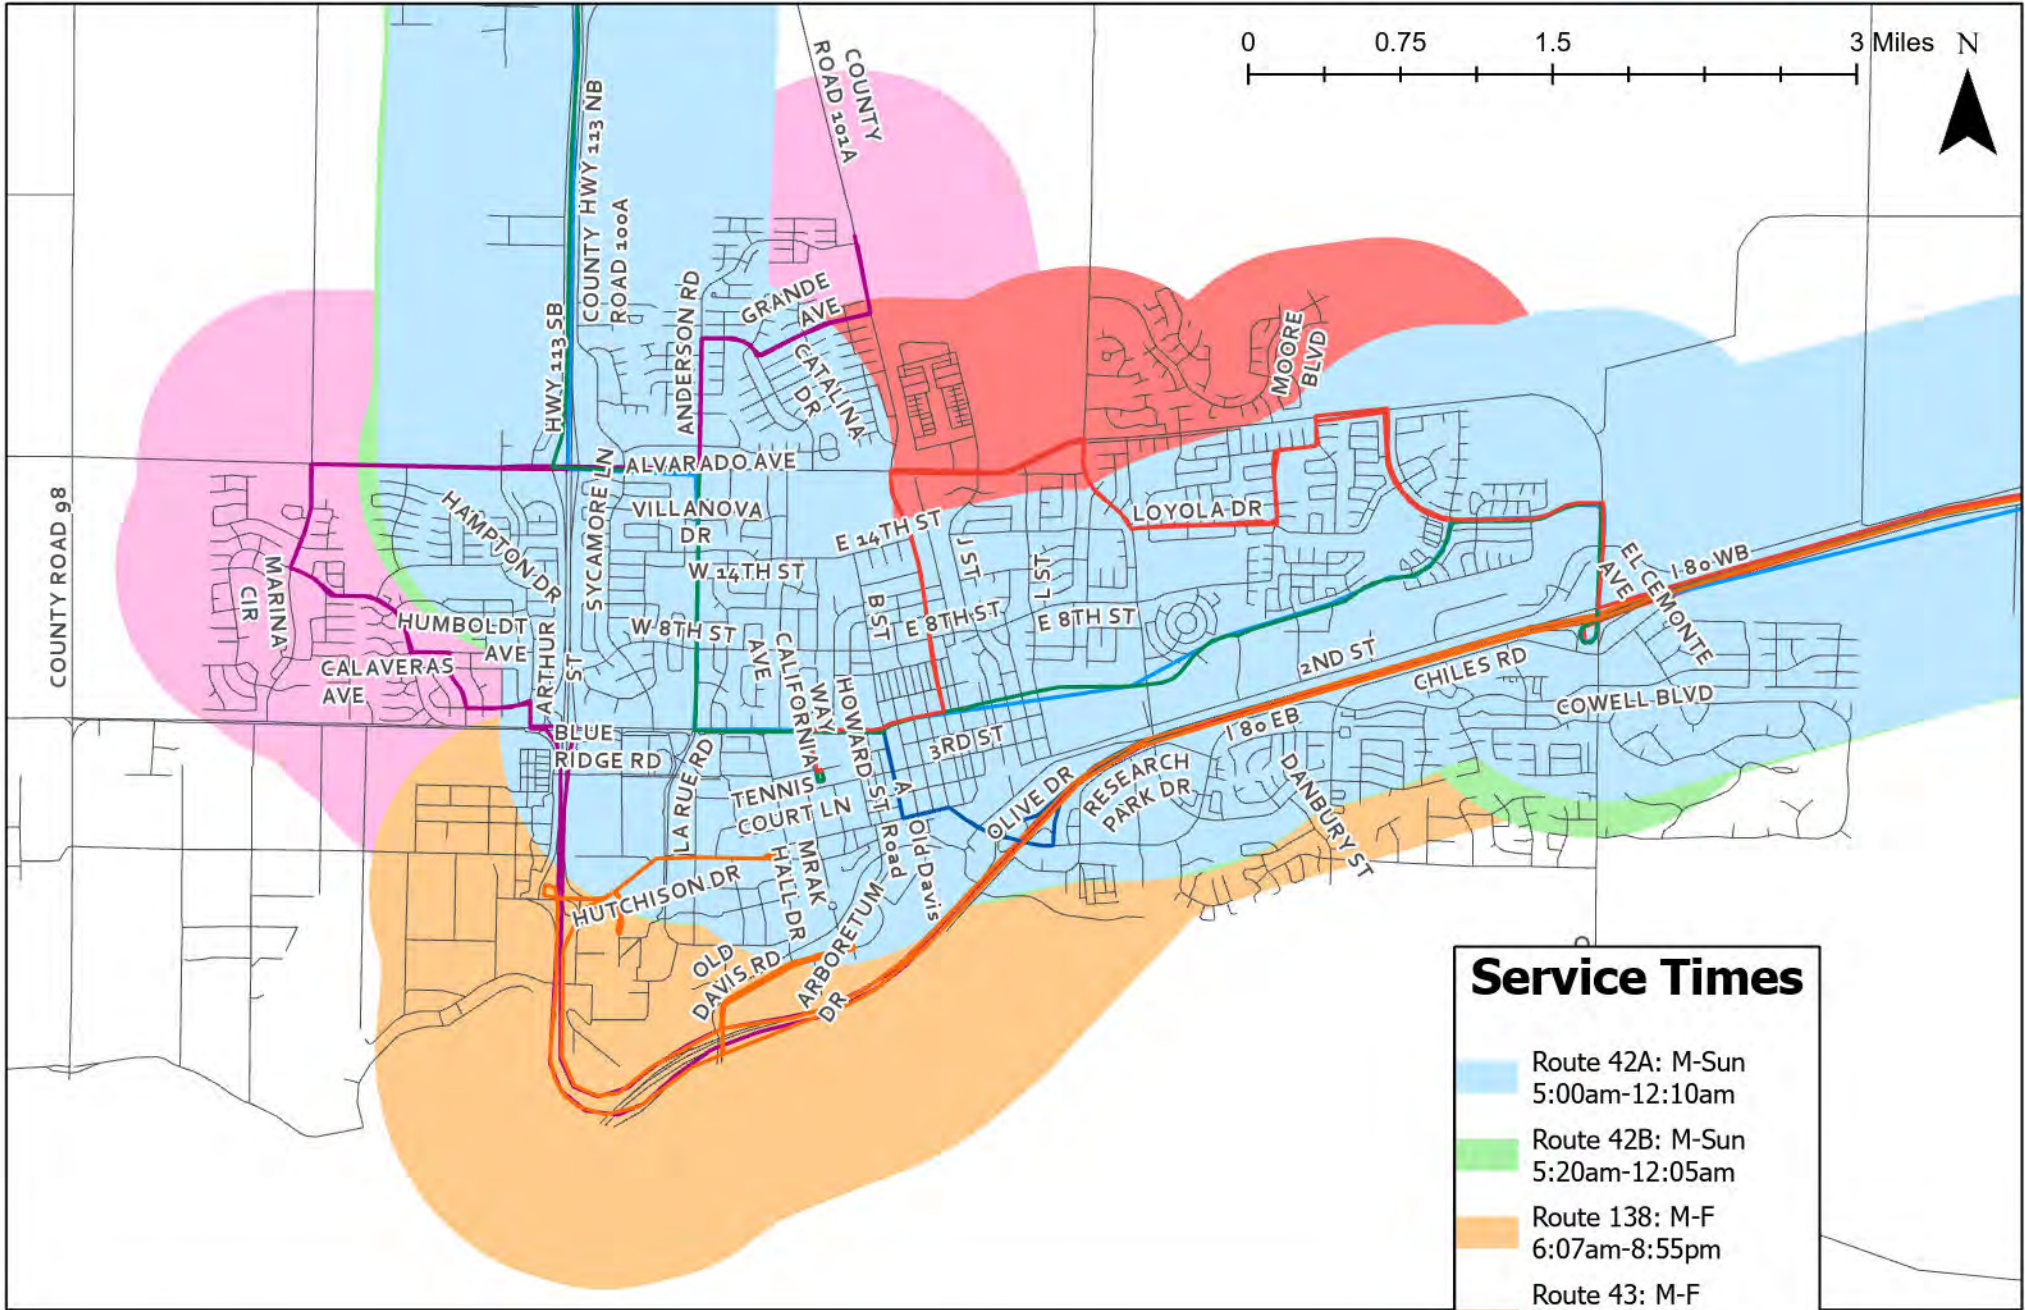 0 0.75 1.5 3 Miles N
COUNTY
ROAD 101A
COUNTY HWY 113 NB
ROAD 100A
HWY 113 SB
ANDERSON RD
GRANDE
AVE
CATALINA
DR
MOORE
BLVD
ALVARADO AVE
SYCAMORE LN
HAMPTON DR
VILLANOVA
DR
E 14TH ST
LOYOLA DR
COUNTY ROAD 98
MARINA
CIR
W 14TH ST
J ST
L ST
EL CEMONTE
AVE
I 80 WB
HUMBOLDT
AVE
W 8TH ST
B ST
E 8TH ST
E 8TH ST
CALAVERAS
AVE
ARTHUR
ST
CALIFORNIA
AVE
WAY
HOWARD ST
2ND ST
CHILES RD
COWELL BLVD
BLUE
RIDGE RD
LA RUE RD
3RD ST
I 80 EB
TENNIS
COURT LN
A
OLIVE DR
RESEARCH
PARK DR
DANBURY ST
Old Davis
Road
HUTCHISON DR
MRAK
HALL DR
ARBORETUM
DR
OLD
DAVIS RD
Service Times
Route 42A: M-Sun
5:00am-12:10am
Route 42B: M-Sun
5:20am-12:05am
Route 138: M-F
6:07am-8:55pm
Route 43: M-F